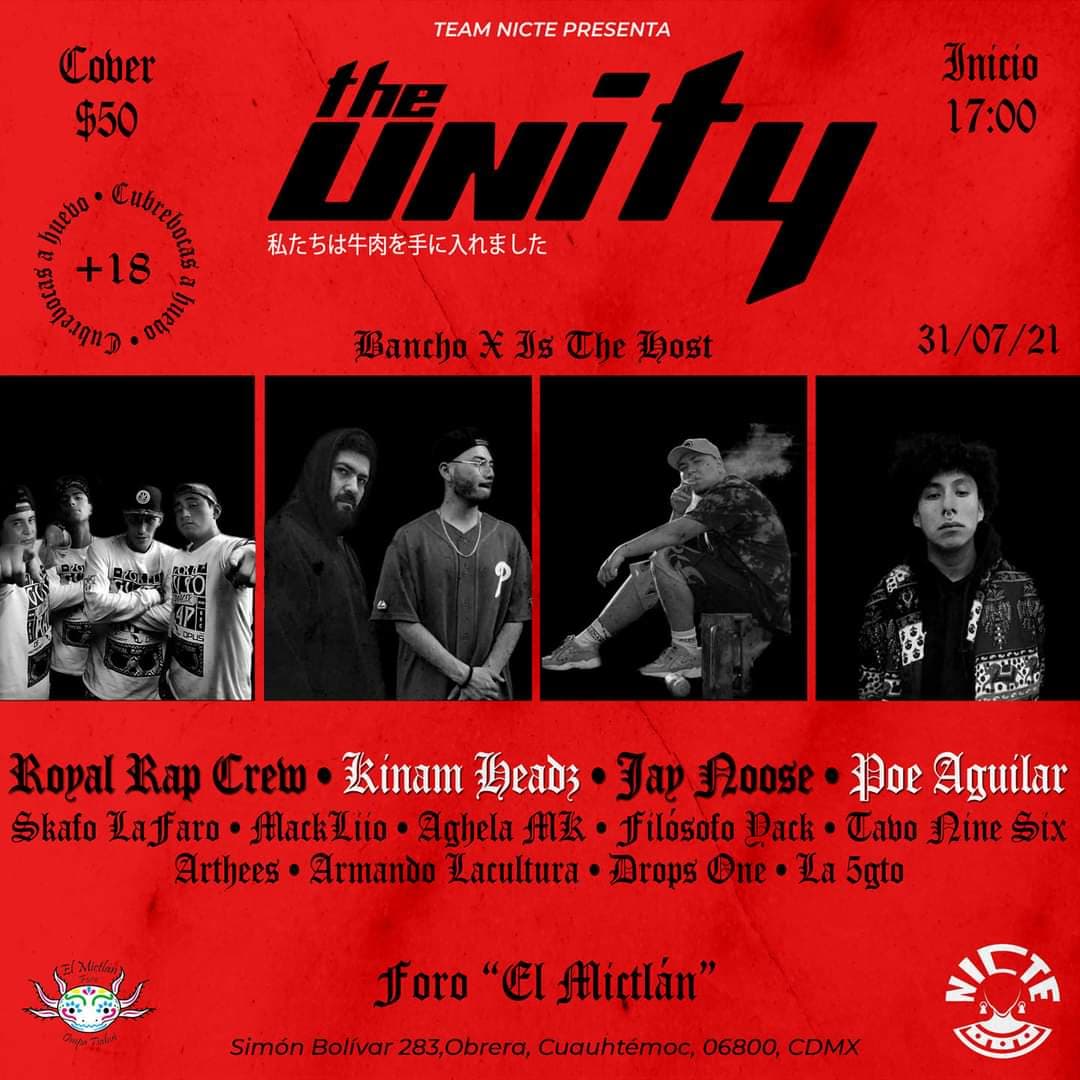 TEAM NICTE PRESENTA
Cover
$50
the
UNITY
Inicio
17:00
私たちは牛肉を手に入れました
Cubrebocas a huevo • Cubrebocas a huevo •
+18
Bancho X Is The Host
31/07/21
Royal Rap Crew • Kinam Headz • Jay Noose • Poe Aguilar
Skafo LaFaro • MackLiio • Aghela MK • Filósofo Yack • Tavo Nine Six
Arthees • Armando Lacultura • Drops One • La 5gto
El Mictlán
Foro
Foro “El Mictlán”
NICTE
Simón Bolívar 283,Obrera, Cuauhtémoc, 06800, CDMX